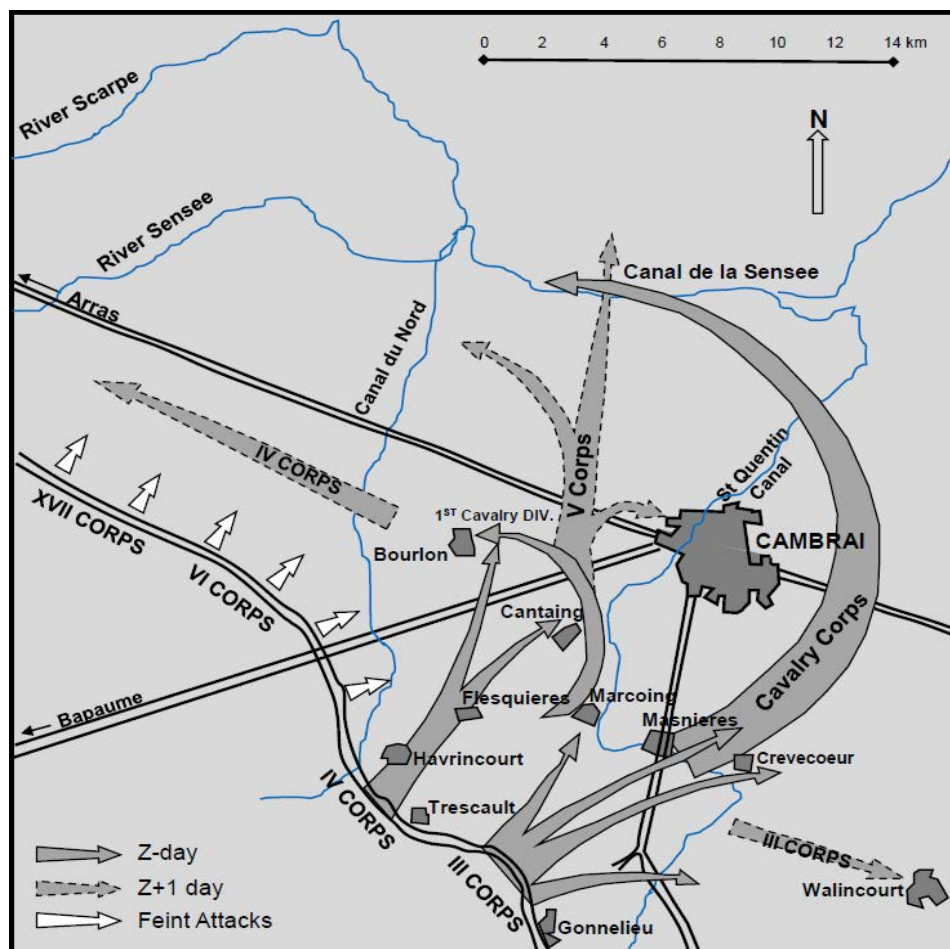 0 2 4 6 8 10 12 14 km
River Scarpe
N
River Sensee
Canal de la Sensee
Arras
Canal du Nord
IV CORPS
V Corps
St Quentin
Canal
XVII CORPS
1ST Cavalry DIV.
Bourlon
CAMBRAI
VI CORPS
Cantaing
Cavalry Corps
Bapaume
Flesquieres
Marcoing
Masnieres
Havrincourt
Crevecoeur
IV CORPS
Trescault
III CORPS
III CORPS
Walincourt
Gonnelieu
Z-day
Z+1 day
Feint Attacks